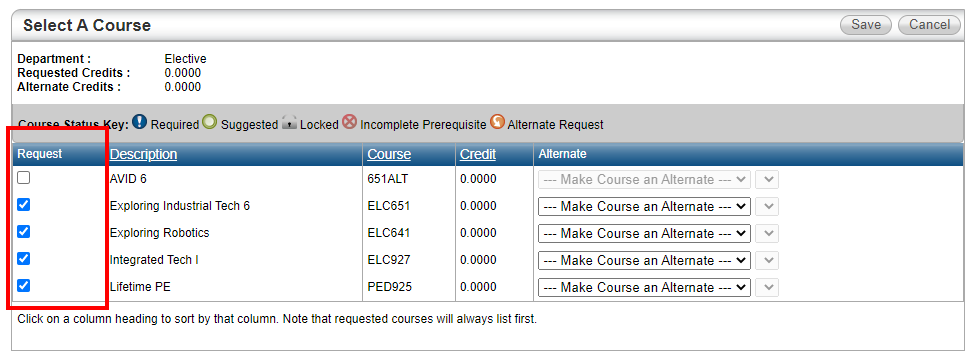 Select A Course Save Cancel
Department : Elective
Requested Credits : 0.0000
Alternate Credits : 0.0000
Course Status Key: Required Suggested Locked Incomplete Prerequisite Alternate Request
Request Description Course Credit Alternate
AVID 6 651ALT 0.0000 --- Make Course an Alternate ---
Exploring Industrial Tech 6 ELC651 0.0000 --- Make Course an Alternate ---
Exploring Robotics ELC641 0.0000 --- Make Course an Alternate ---
Integrated Tech I ELC927 0.0000 --- Make Course an Alternate ---
Lifetime PE PED925 0.0000 --- Make Course an Alternate ---
Click on a column heading to sort by that column. Note that requested courses will always list first.